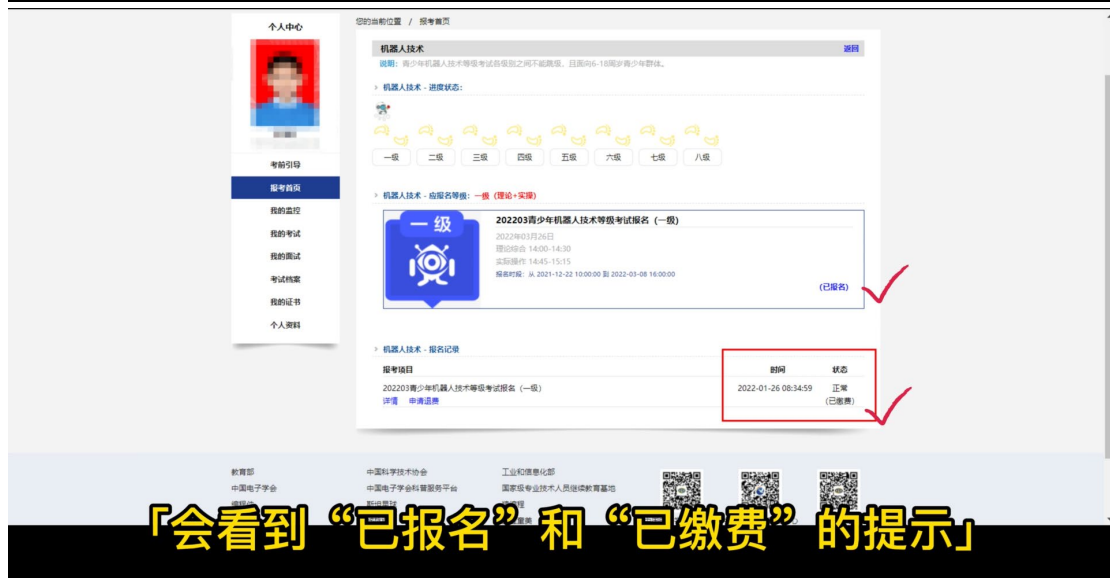 个人中心
您的当前位置 / 报考首页
机器人技术
返回
说明：青少年机器人技术等级考试各级别之间不能跳级，且面向6-18周岁青少年群体。
> 机器人技术 - 进度状态：
一级
二级
三级
四级
五级
六级
七级
八级
考前引导
报考首页
我的监控
我的考试
我的面试
考试档案
我的证书
个人资料
> 机器人技术 - 应报名等级：一级（理论+实操）
一级
202203青少年机器人技术等级考试报名（一级）
2022年03月26日
理论综合 14:00-14:30
实际操作 14:45-15:15
报名时间：从 2021-12-22 10:00:00 到 2022-03-08 16:00:00
（已报名）
> 机器人技术 - 报名记录
报考项目
时间
状态
202203青少年机器人技术等级考试报名（一级）
2022-01-26 08:34:59
正常
详情 申请退费
（已缴费）
教育部
中国科学技术协会
工业和信息化部
中国电子学会
中国电子学会科普服务平台
国家级专业技术人员继续教育基地
「会看到“已报名”和“已缴费”的提示」